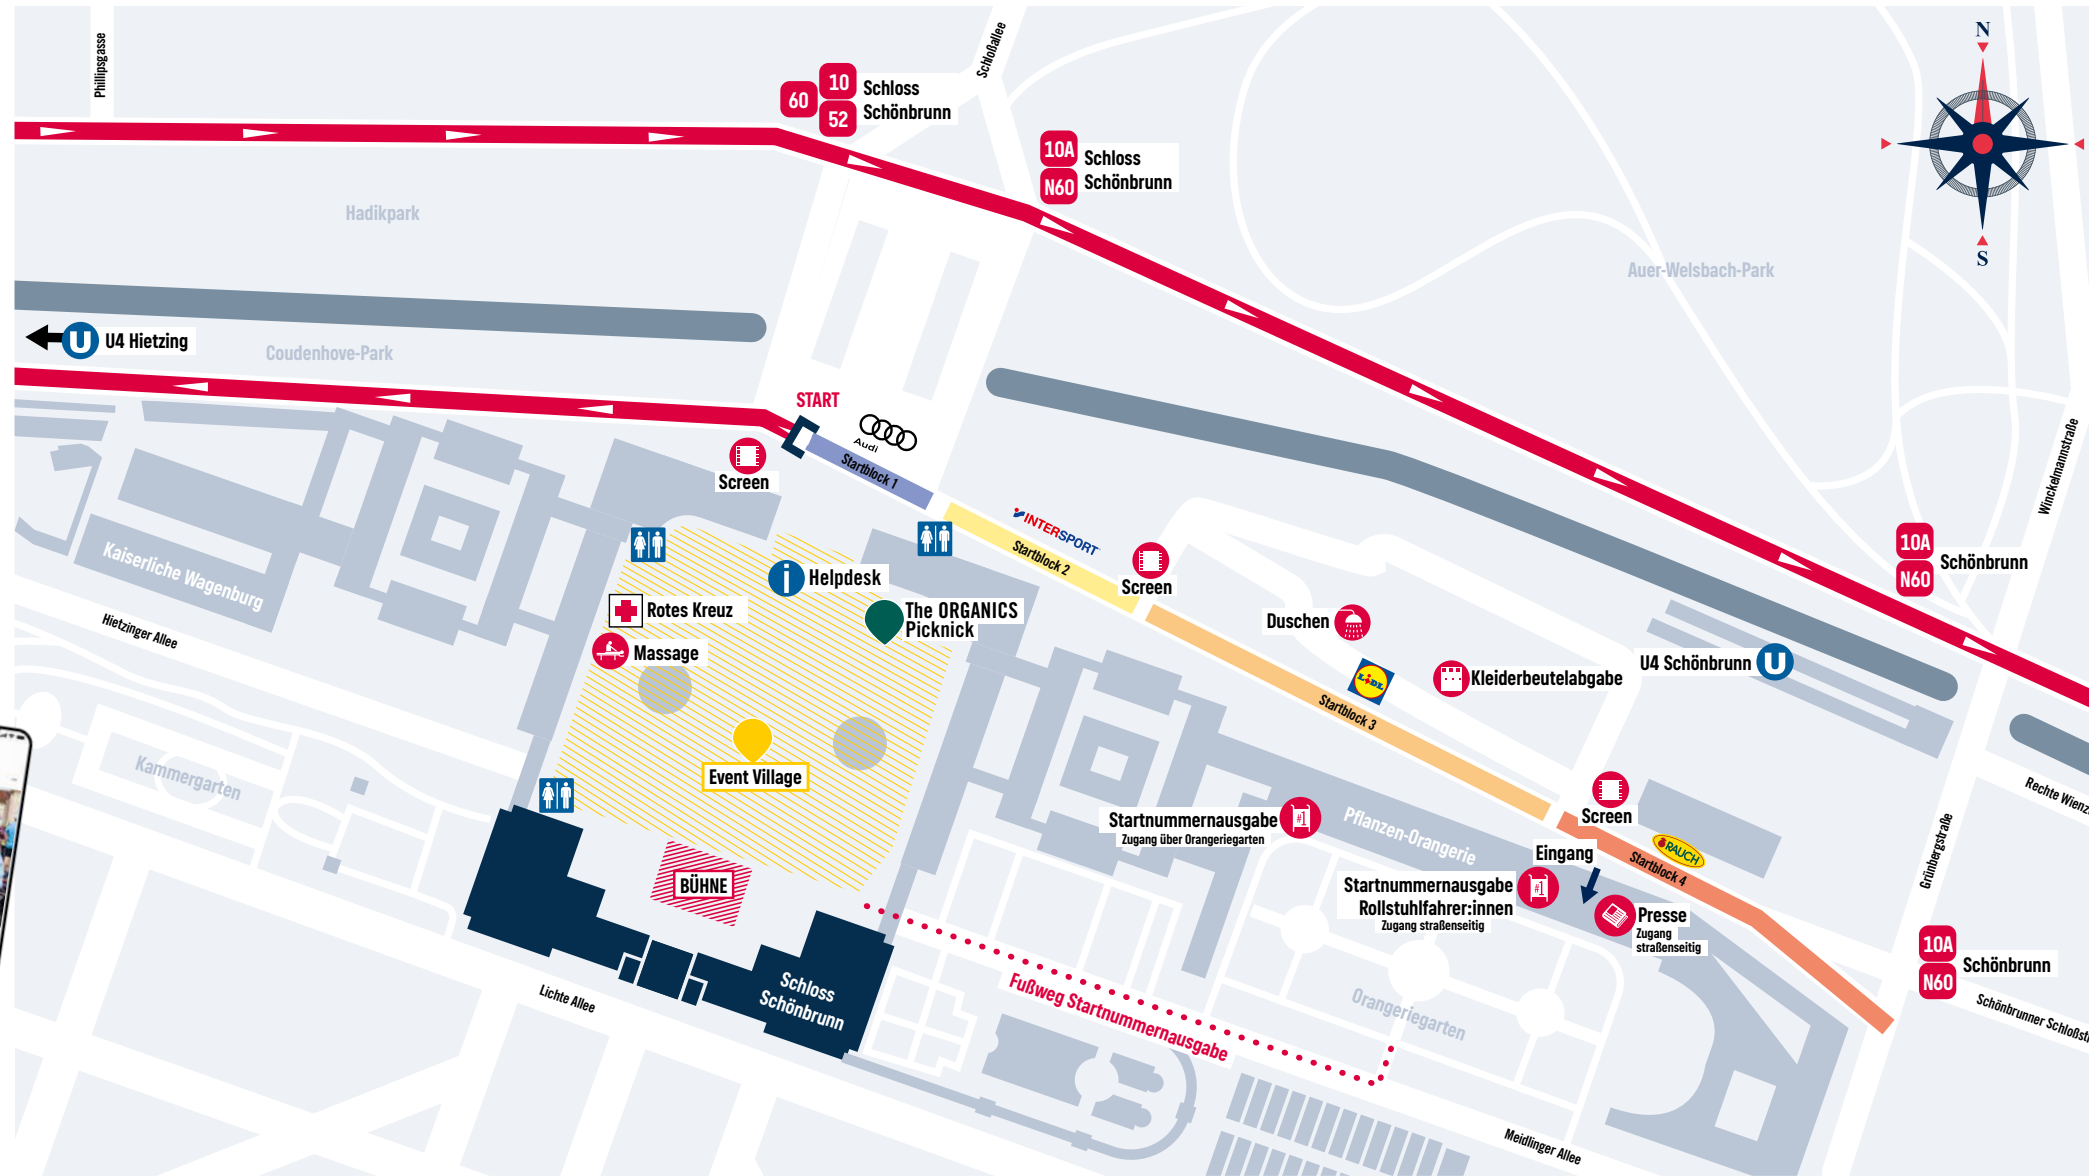 Phillipsgasse
Schloßallee
N
S
10
60
52
Schloss
Schönbrunn
10A
N60
Schloss
Schönbrunn
Hadikpark
Auer-Welsbach-Park
U U4 Hietzing
Coudenhove-Park
START
Audi
Startblock 1
Screen
INTERSPORT
Startblock 2
Screen
Winckelmannstraße
10A
N60
Schönbrunn
Kaiserliche Wagenburg
Hietzinger Allee
i Helpdesk
Rotes Kreuz
The ORGANICS
Picknick
Massage
Duschen
LIDL
Kleiderbeutelabgabe
U4 Schönbrunn U
Startblock 3
Event Village
Kammergarten
Startnummernausgabe
Zugang über Orangeriegarten
#1
Pflanzen-Orangerie
Screen
RAUCH
Startblock 4
Eingang
Rechte Wienz
Grünbergstraße
BÜHNE
Startnummernausgabe
Rollstuhlfahrer:innen
Zugang straßenseitig
#1
Presse
Zugang
straßenseitig
10A
N60
Schönbrunn
Schloss
Schönbrunn
Lichte Allee
Fußweg Startnummernausgabe
Orangeriegarten
Schönbrunner Schloßst
Meidlinger Allee